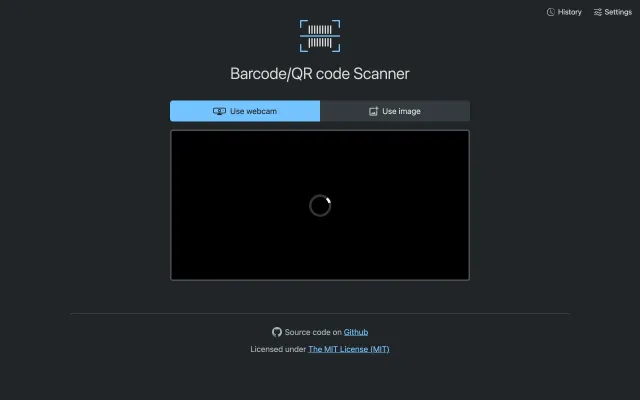 History
Settings
Barcode/QR code Scanner
Use webcam
Use image
Source code on Github
Licensed under The MIT License (MIT)